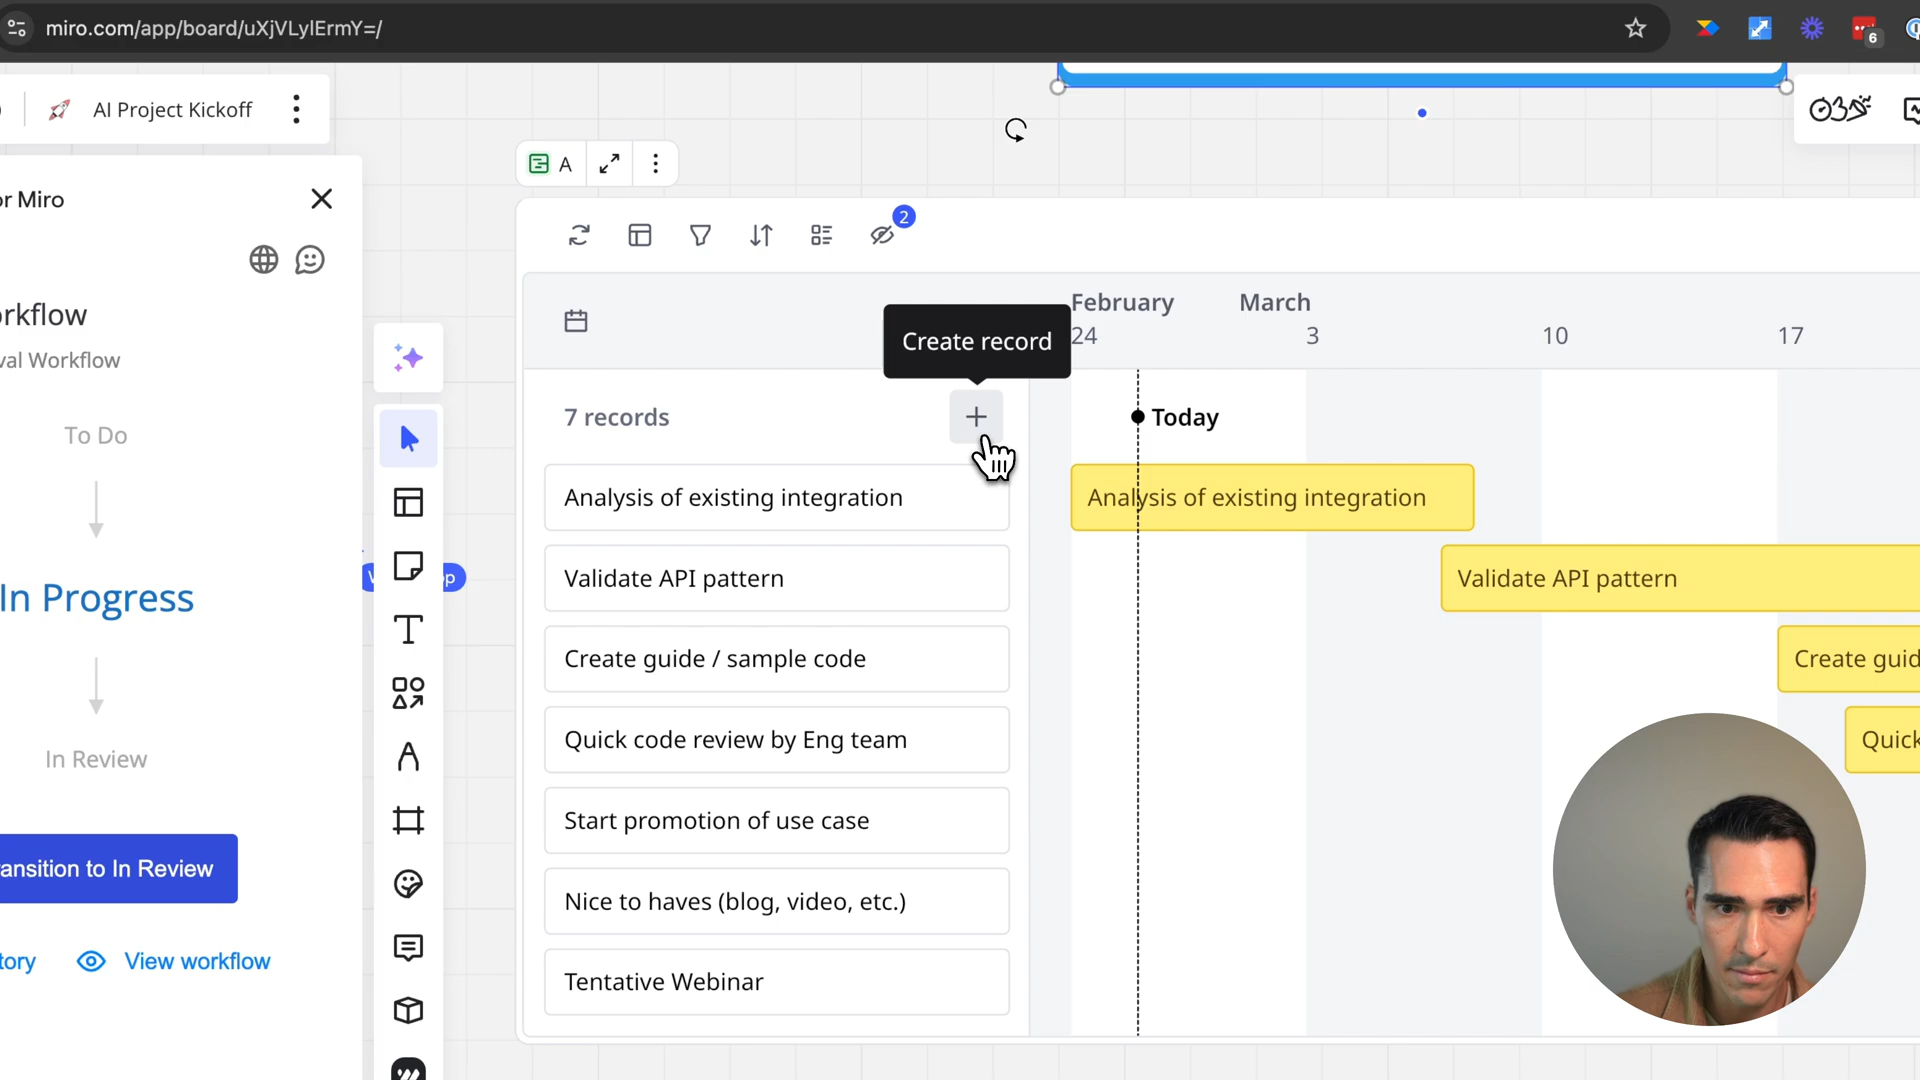 miro.com/app/board/uXjVLylErmY=/
6
AI Project Kickoff
or Miro
A
2
rkflow
val Workflow
To Do
In Progress
In Review
ansition to In Review
tory
View workflow
op
Create record
February
March
24
3
10
17
7 records
Today
Analysis of existing integration
Analysis of existing integration
Validate API pattern
Validate API pattern
Create guide / sample code
Create guid
Quick code review by Eng team
Quick
Start promotion of use case
Nice to haves (blog, video, etc.)
Tentative Webinar